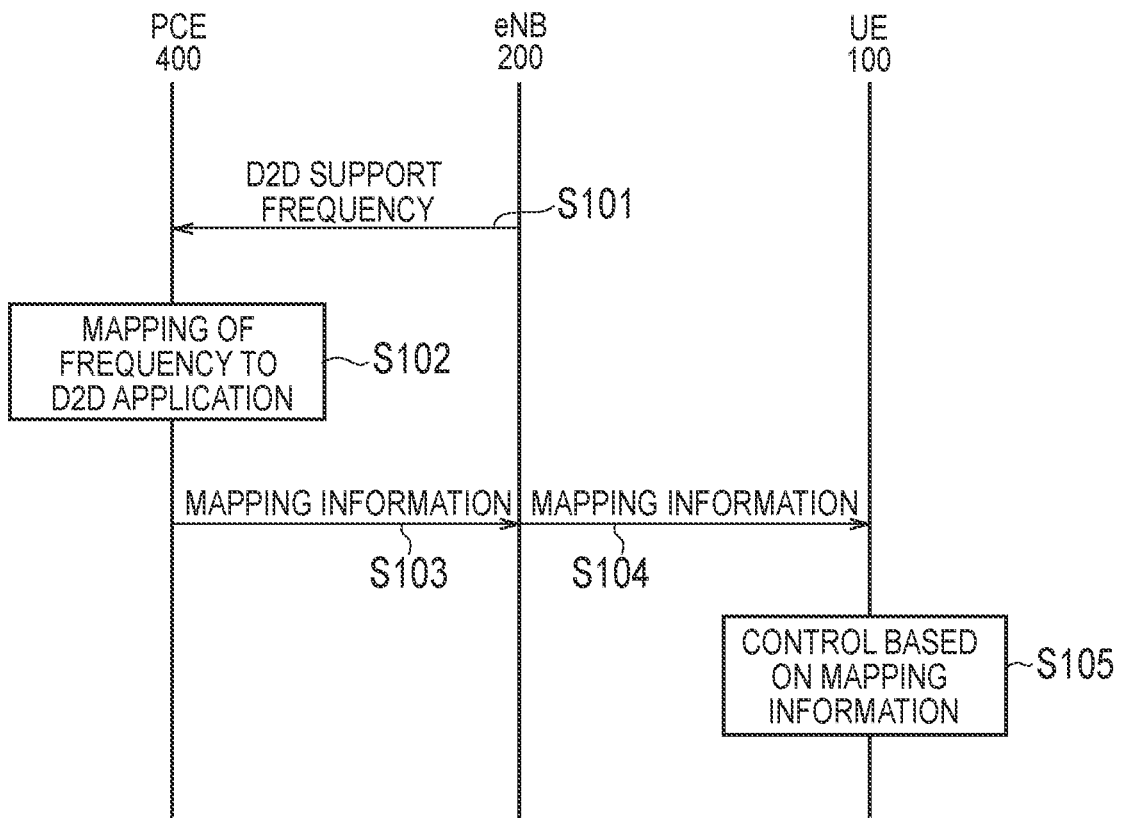 PCE
400
eNB
200
UE
100
D2D SUPPORT
FREQUENCY
S101
MAPPING OF
FREQUENCY TO
D2D APPLICATION
S102
MAPPING INFORMATION
MAPPING INFORMATION
S103
S104
CONTROL BASED
ON MAPPING
INFORMATION
S105